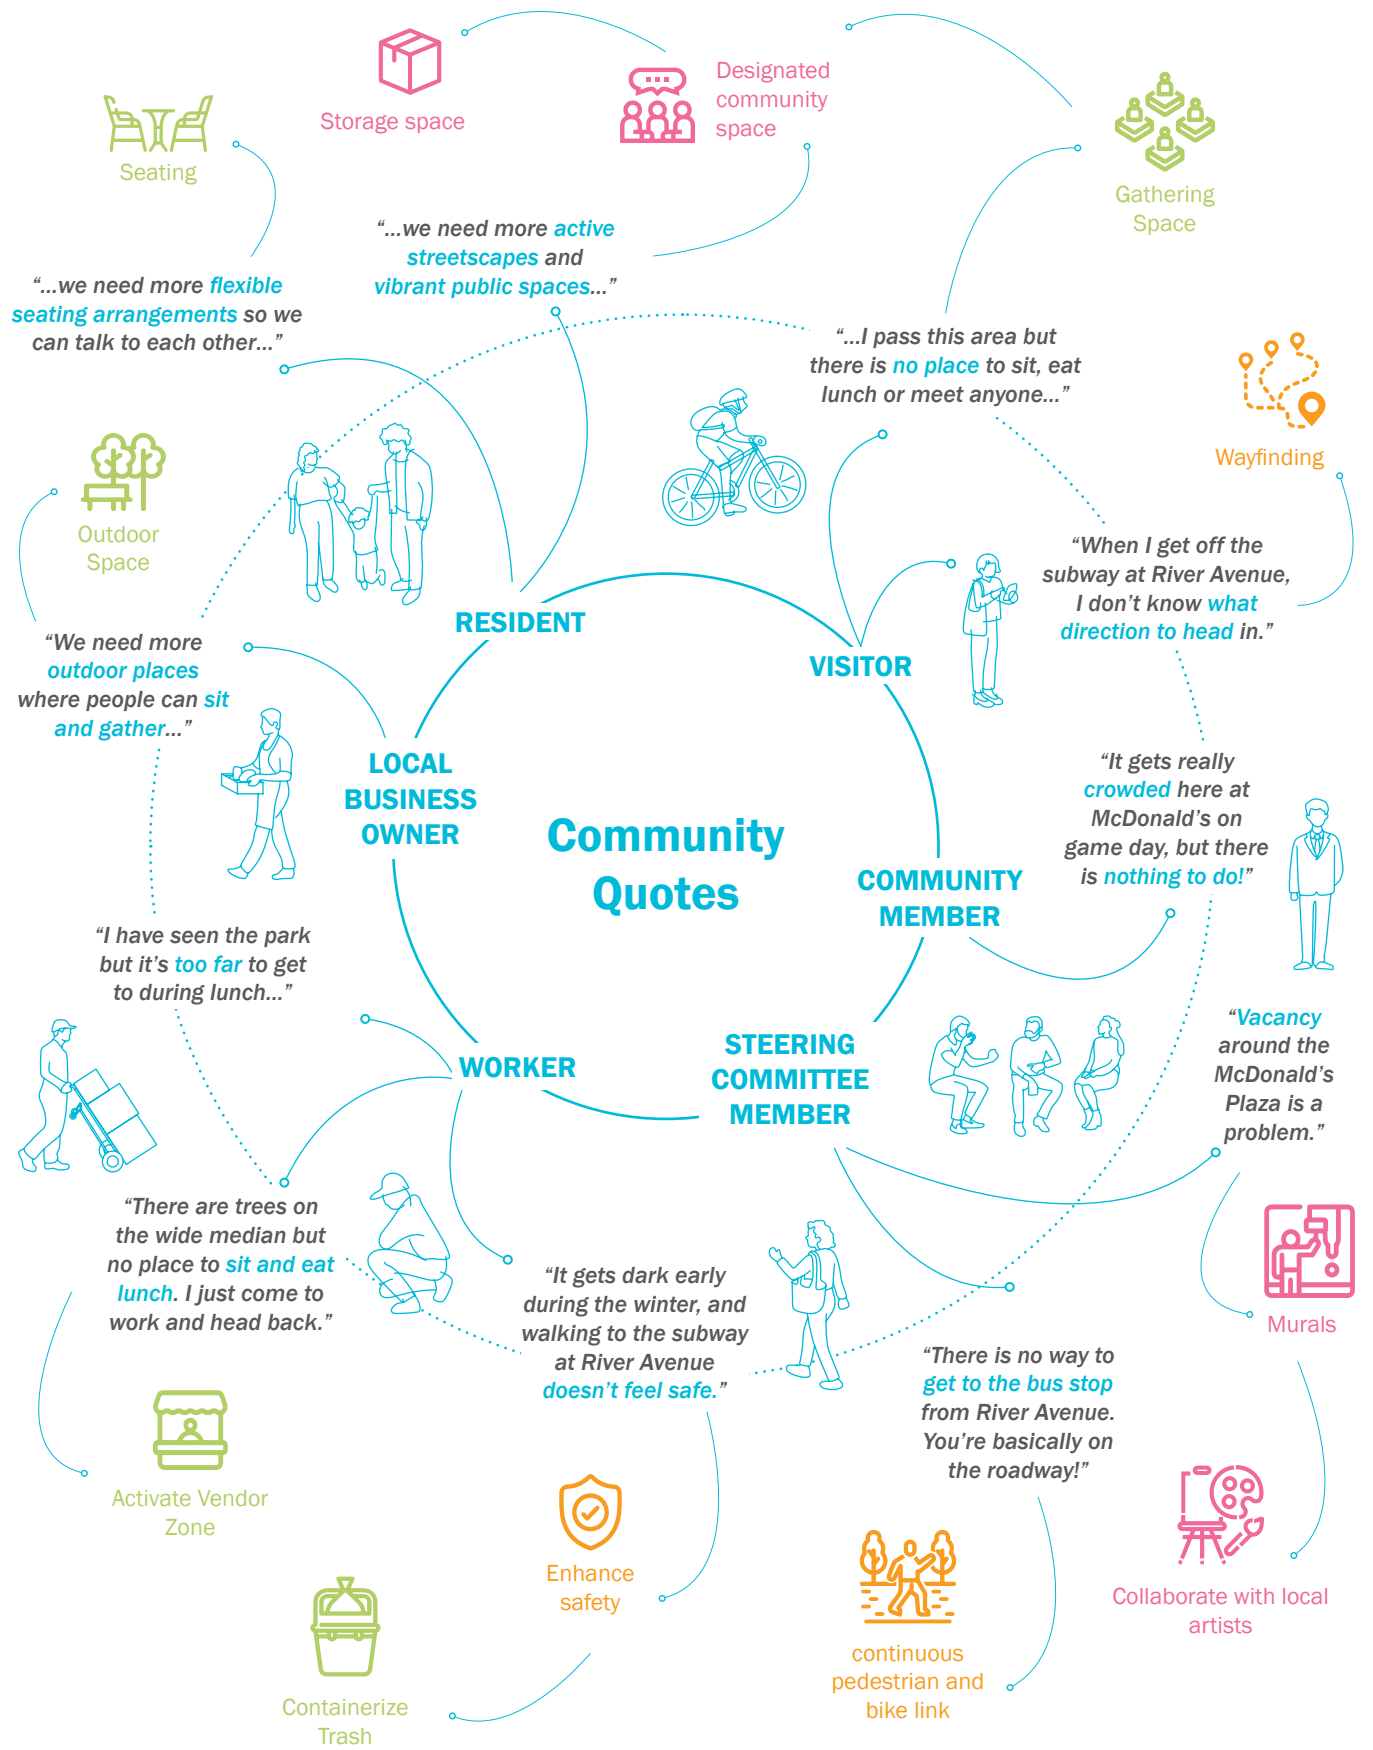 Storage space
Designated
community
space
Seating
Gathering
Space
“...we need more active
streetscapes and
vibrant public spaces...”
“...we need more flexible
seating arrangements so we
can talk to each other...”
“...I pass this area but
there is no place to sit, eat
lunch or meet anyone...”
Wayfinding
Outdoor
Space
“When I get off the
subway at River Avenue,
I don’t know what
direction to head in.”
RESIDENT
VISITOR
“We need more
outdoor places
where people can sit
and gather...”
LOCAL
BUSINESS
OWNER
Community
Quotes
“It gets really
crowded here at
McDonald’s on
game day, but there
is nothing to do!”
COMMUNITY
MEMBER
“I have seen the park
but it’s too far to get
to during lunch...”
WORKER
STEERING
COMMITTEE
MEMBER
“Vacancy
around the
McDonald’s
Plaza is a
problem.”
“There are trees on
the wide median but
no place to sit and eat
lunch. I just come to
work and head back.”
“It gets dark early
during the winter, and
walking to the subway
at River Avenue
doesn’t feel safe.”
“There is no way to
get to the bus stop
from River Avenue.
You’re basically on
the roadway!”
Murals
Activate Vendor
Zone
Enhance
safety
Collaborate with local
artists
continuous
pedestrian and
bike link
Containerize
Trash